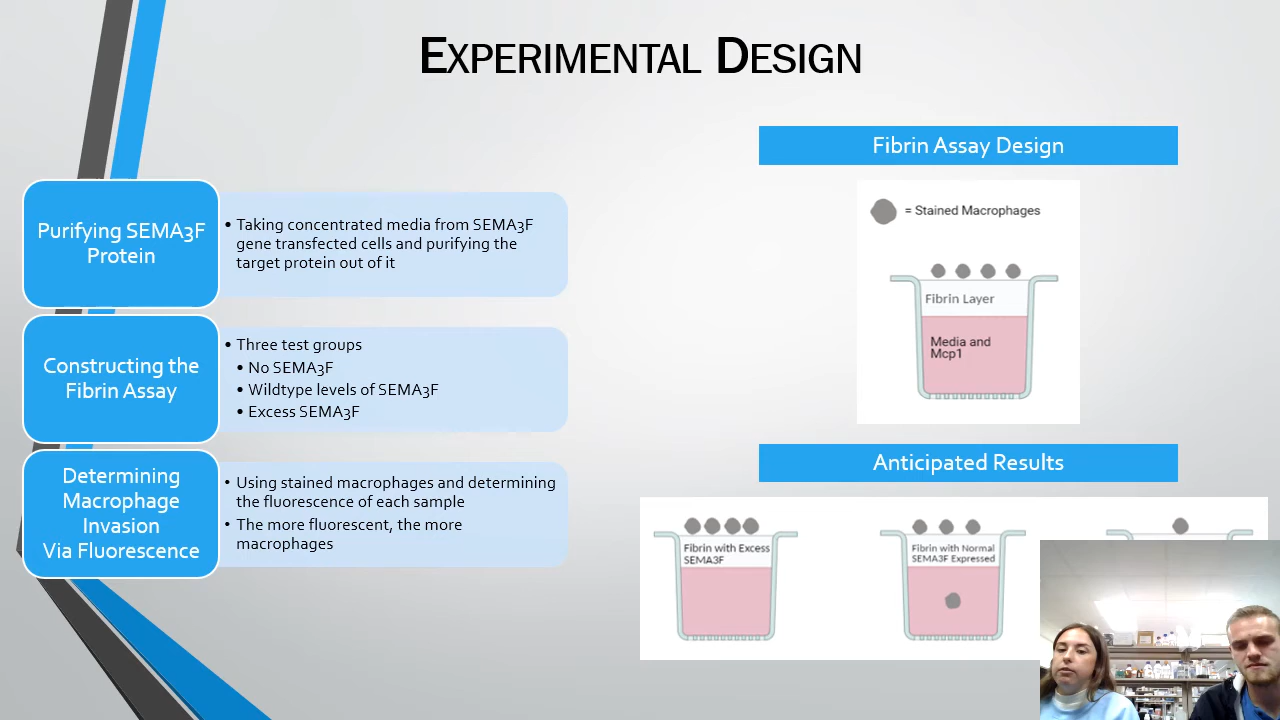 EXPERIMENTAL DESIGN
Purifying SEMA3F
Protein
• Taking concentrated media from SEMA3F
gene transfected cells and purifying the
target protein out of it
Constructing the
Fibrin Assay
• Three test groups
• No SEMA3F
• Wildtype levels of SEMA3F
• Excess SEMA3F
Determining
Macrophage
Invasion
Via Fluorescence
• Using stained macrophages and determining
the fluorescence of each sample
• The more fluorescent, the more
macrophages
Fibrin Assay Design
= Stained Macrophages
Fibrin Layer
Media and
Mcp1
Anticipated Results
Fibrin with Excess
SEMA3F
Fibrin with Normal
SEMA3F Expressed